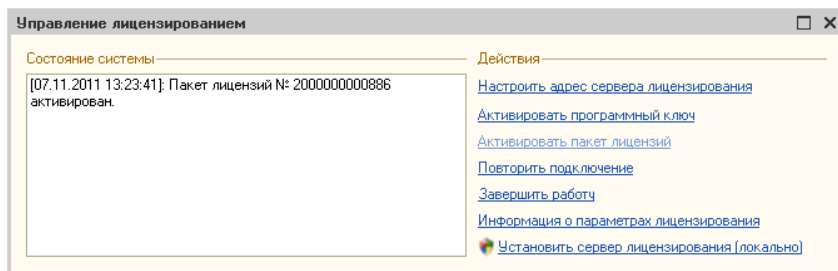 Управление лицензированием
Состояние системы
[07.11.2011 13:23:41]: Пакет лицензий № 2000000000886
активирован.
Действия
Настроить адрес сервера лицензирования
Активировать программный ключ
Активировать пакет лицензий
Повторить подключение
Завершить работу
Информация о параметрах лицензирования
Установить сервер лицензирования (локально)